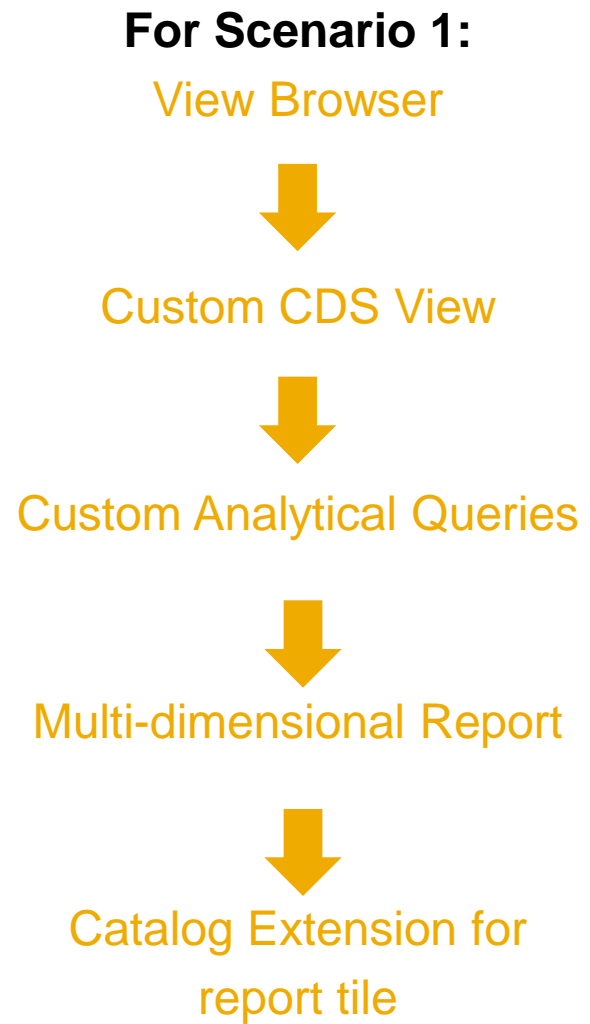 For Scenario 1:
View Browser
Custom CDS View
Custom Analytical Queries
Multi-dimensional Report
Catalog Extension for
report tile